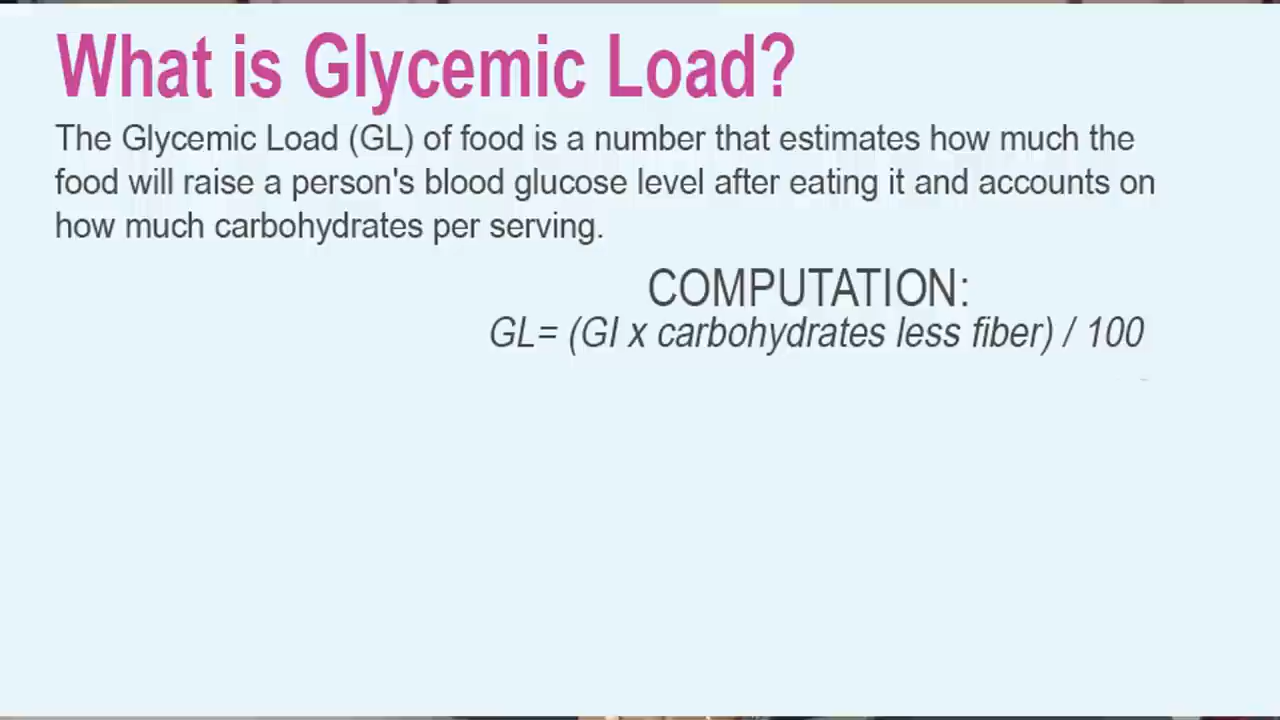 What is Glycemic Load?
The Glycemic Load (GL) of food is a number that estimates how much the
food will raise a person's blood glucose level after eating it and accounts on
how much carbohydrates per serving.
COMPUTATION:
GL= (GI x carbohydrates less fiber) / 100